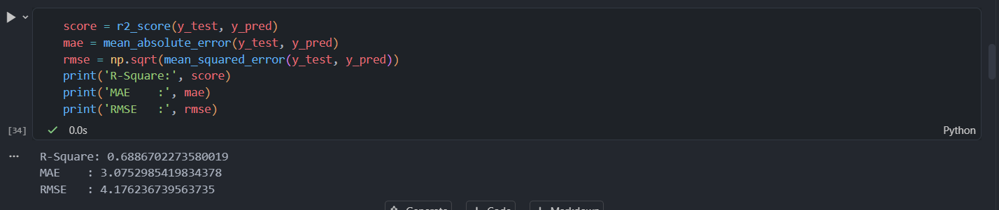 score = r2_score(y_test, y_pred)
mae = mean_absolute_error(y_test, y_pred)
rmse = np.sqrt(mean_squared_error(y_test, y_pred))
print('R-Square:', score)
print('MAE    :', mae)
print('RMSE   :', rmse)
[34] 0.0s Python
R-Square: 0.6886702273580019
MAE    : 3.0752985419834378
RMSE   : 4.176236739563735
Generate + Code + Markdown